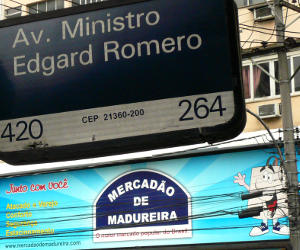 Av. Ministro
Edgard Romero
CEP 21360-200
420
264
Junto com você
MERCADÃO
DE
MADUREIRA
O maior mercado popular do Brasil
www.mercadaodemadureira.com